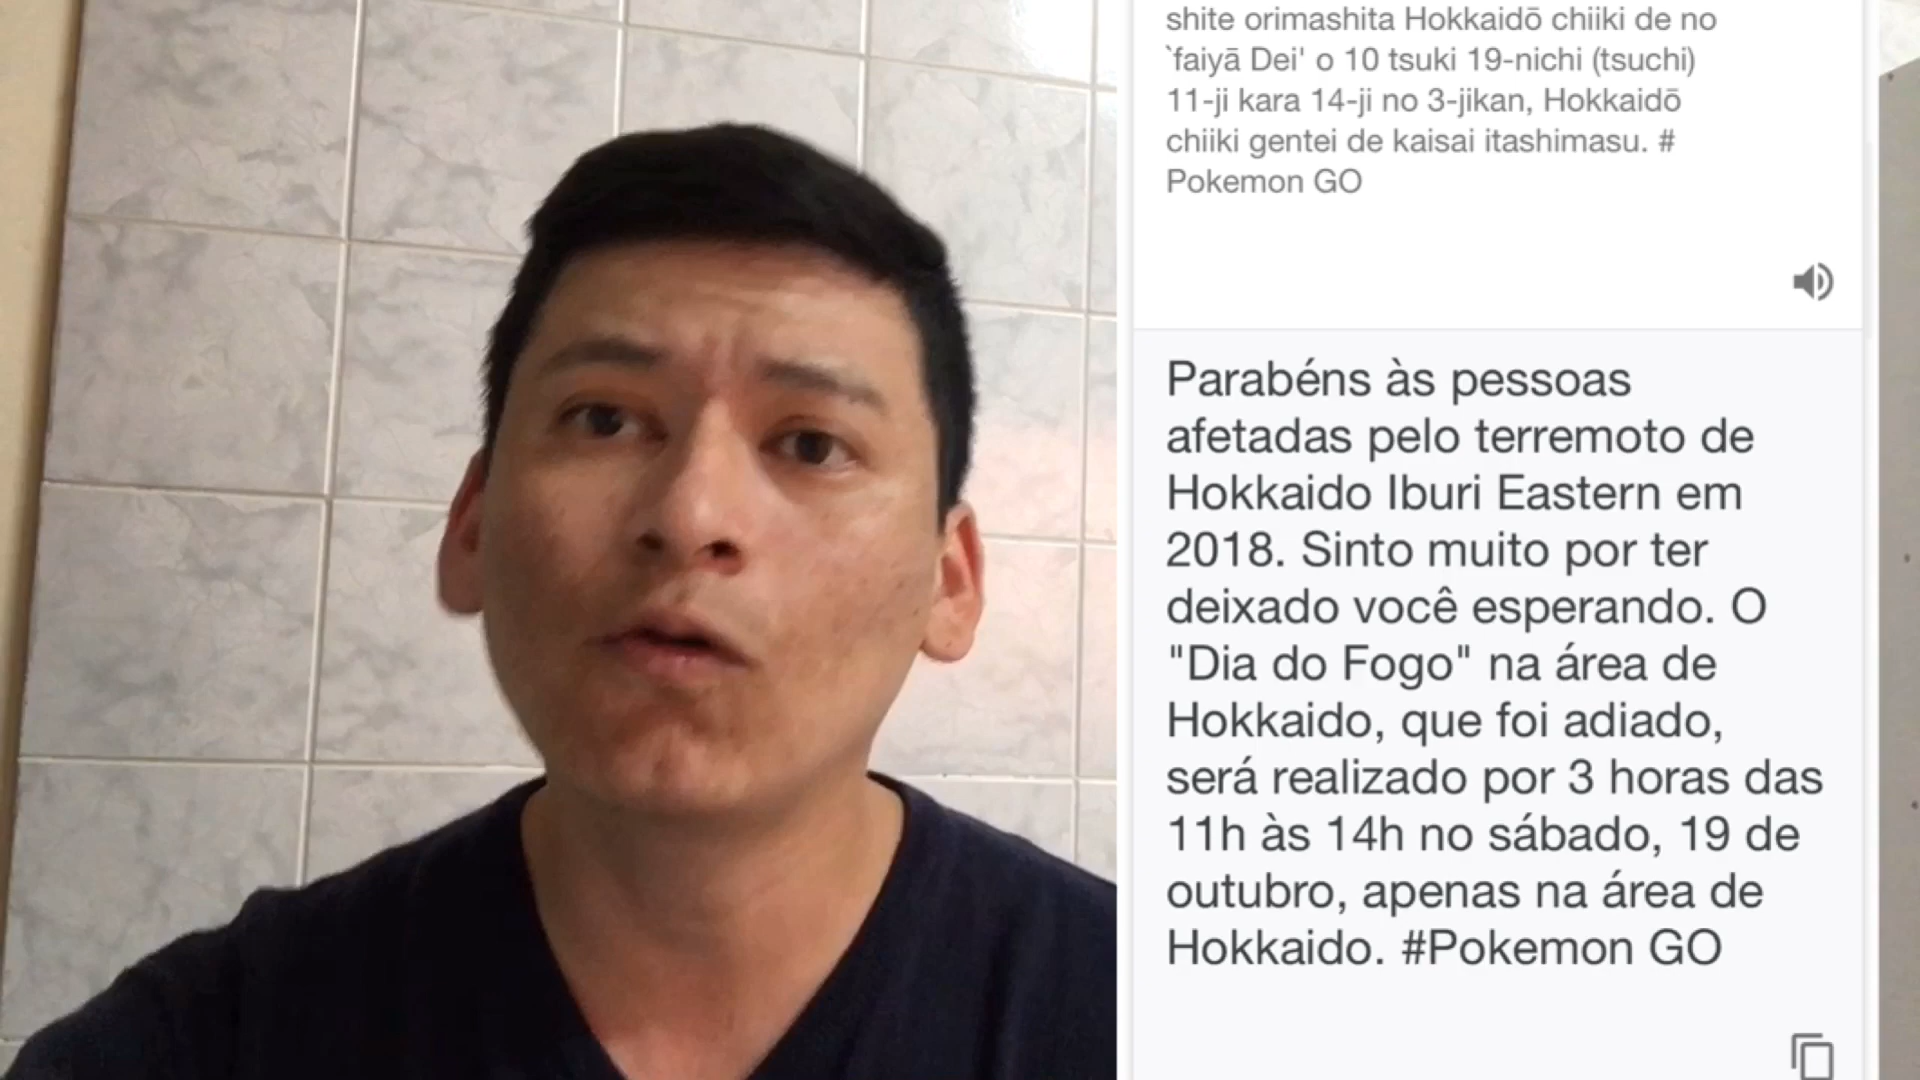 shite orimashita Hokkaidō chiiki de no
`faiyā Dei' o 10 tsuki 19-nichi (tsuchi)
11-ji kara 14-ji no 3-jikan, Hokkaidō
chiiki gentei de kaisai itashimasu. #
Pokemon GO
Parabéns às pessoas
afetadas pelo terremoto de
Hokkaido Iburi Eastern em
2018. Sinto muito por ter
deixado você esperando. O
"Dia do Fogo" na área de
Hokkaido, que foi adiado,
será realizado por 3 horas das
11h às 14h no sábado, 19 de
outubro, apenas na área de
Hokkaido. #Pokemon GO